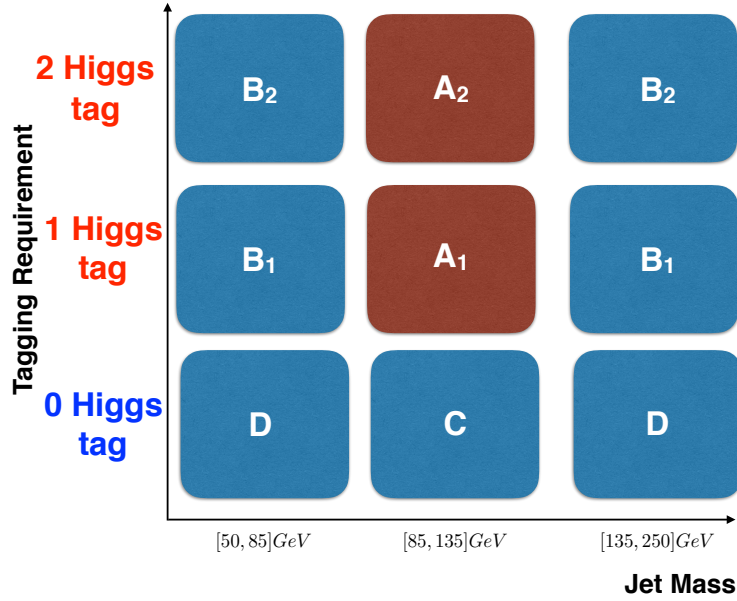 Tagging Requirement
2 Higgs
tag
B₂ A₂ B₂
1 Higgs
tag
B₁ A₁ B₁
0 Higgs
tag
D C D
[50, 85]GeV [85, 135]GeV [135, 250]GeV
Jet Mass